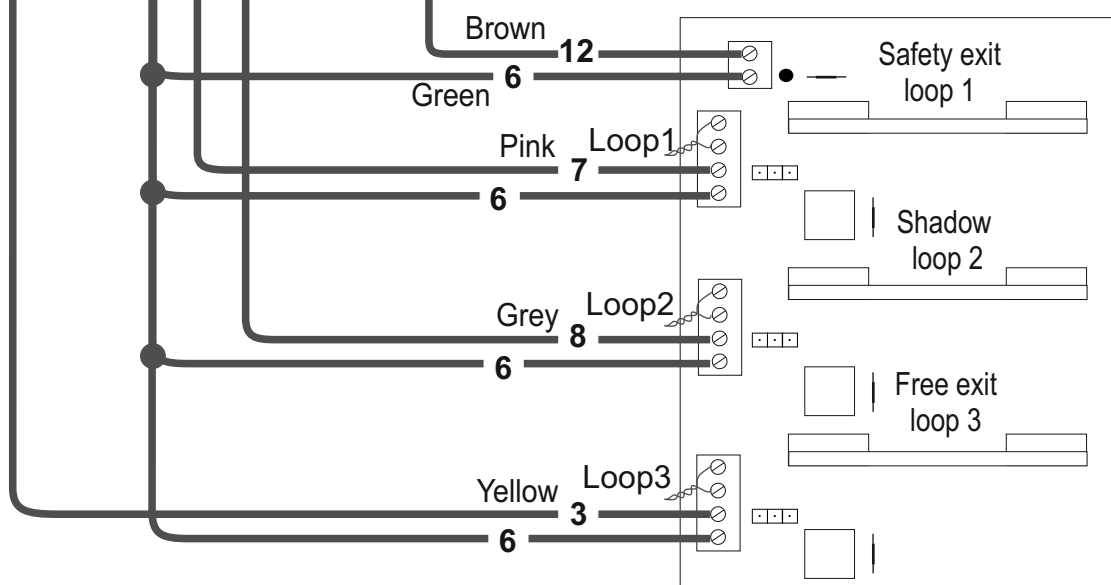 Brown
12
6
Green
Safety exit
loop 1
Pink
7
Loop1
6
Shadow
loop 2
Grey
8
Loop2
6
Free exit
loop 3
Yellow
3
Loop3
6